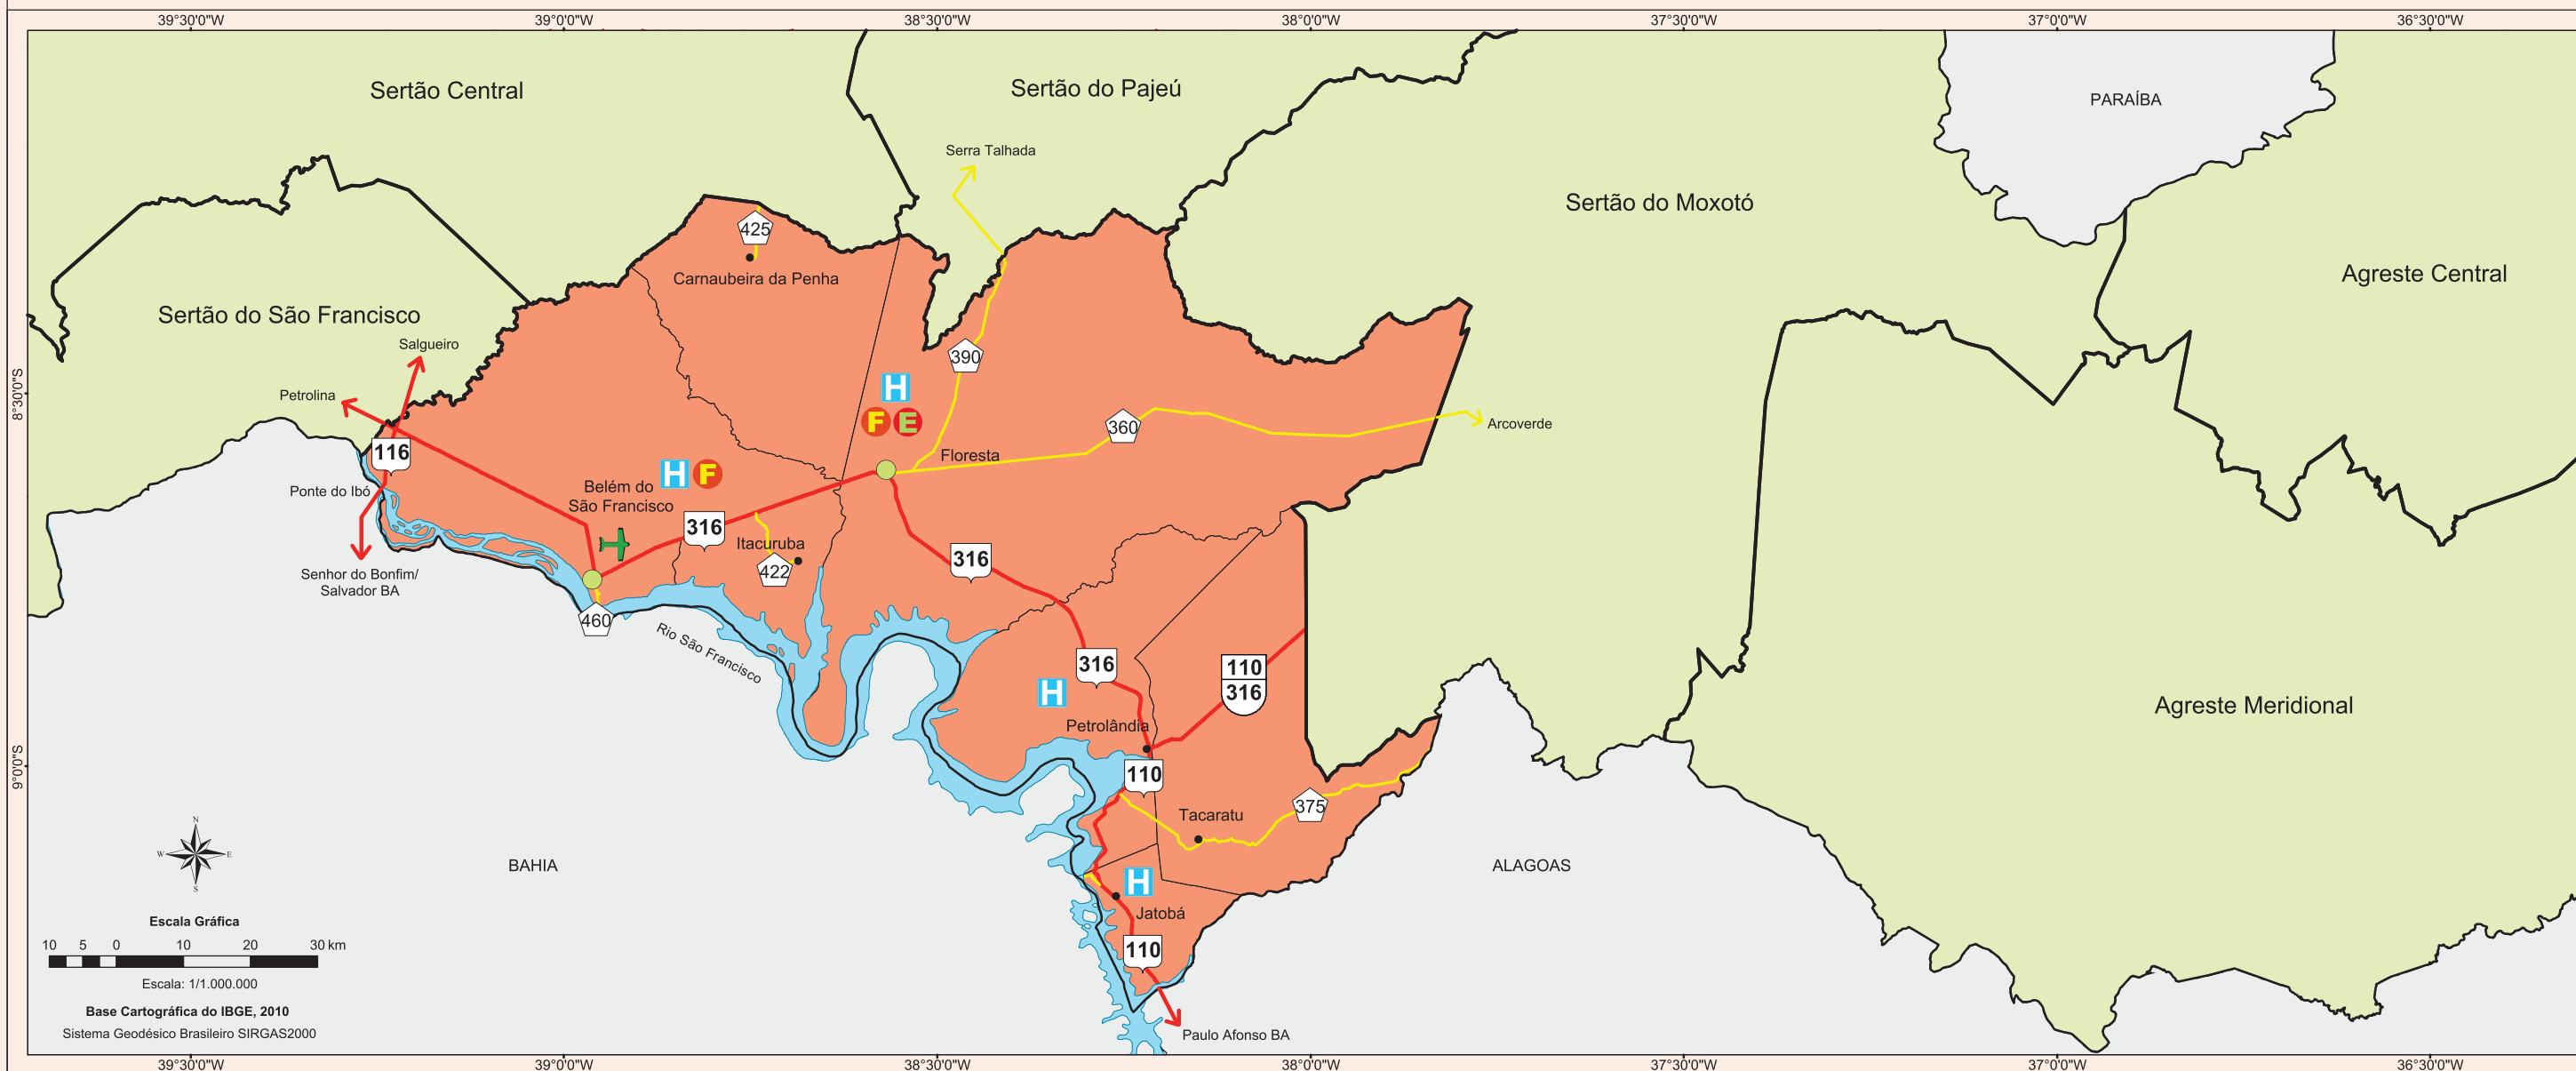 39°30'0"W
39°0'0"W
38°30'0"W
38°0'0"W
37°30'0"W
37°0'0"W
36°30'0"W
Sertão Central
Sertão do Pajeú
PARAÍBA
Serra Talhada
Sertão do Moxotó
425
Carnaubeira da Penha
Agreste Central
Sertão do São Francisco
Salgueiro
390
Petrolina
8°30'0"S
H
F E
360
Arcoverde
116
Floresta
H F
Ponte do Ibó
Belém do
São Francisco
316
Itacuruba
422
316
Senhor do Bonfim/
Salvador BA
460
Rio São Francisco
316
110
316
H
Petrolândia
Agreste Meridional
9°0'0"S
110
375
Tacaratu
N
W E
S
BAHIA
ALAGOAS
H
Jatobá
110
Escala Gráfica
10 5 0 10 20 30 km
Escala: 1/1.000.000
Base Cartográfica do IBGE, 2010
Sistema Geodésico Brasileiro SIRGAS2000
Paulo Afonso BA
39°30'0"W
39°0'0"W
38°30'0"W
38°0'0"W
37°30'0"W
37°0'0"W
36°30'0"W